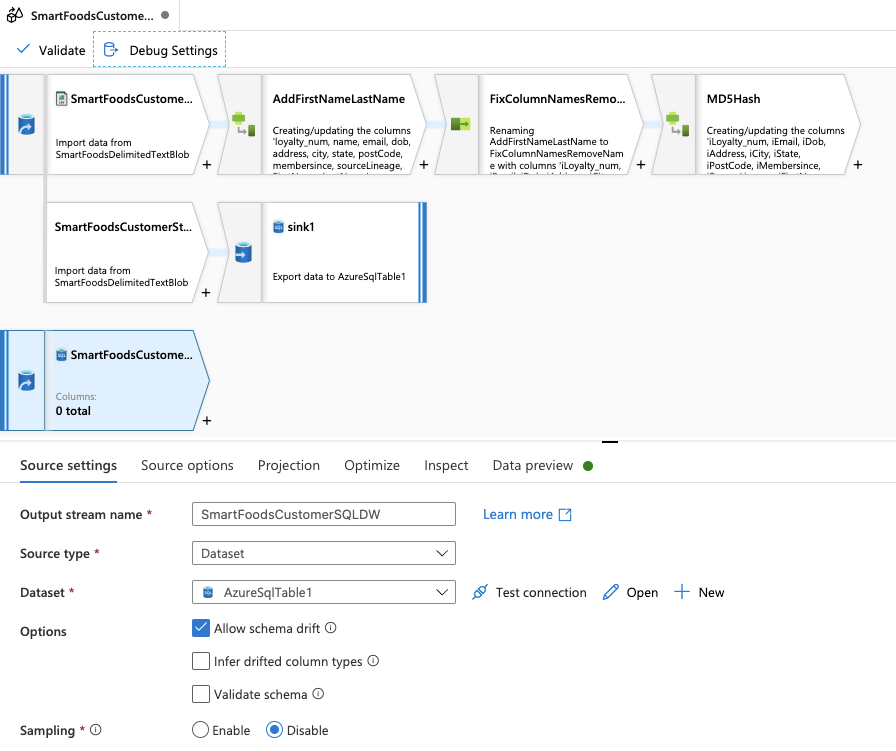 SmartFoodsCustome...
Validate
Debug Settings
SmartFoodsCustome...
Import data from
SmartFoodsDelimitedTextBlob
+
AddFirstNameLastName
Creating/updating the columns
'loyalty_num, name, email, dob,
address, city, state, postCode,
membersince, sourceLineage,
+
FixColumnNamesRemo...
Renaming
AddFirstNameLastName to
FixColumnNamesRemoveNam
e with columns 'iLoyalty_num,
+
MD5Hash
Creating/updating the columns
'iLoyalty_num, iEmail, iDob,
iAddress, iCity, iState,
iPostCode, iMembersince,
+
SmartFoodsCustomerSt...
Import data from
SmartFoodsDelimitedTextBlob
+
SQL
sink1
Export data to AzureSqlTable1
SQL
SmartFoodsCustome...
Columns:
0 total
+
Source settings
Source options
Projection
Optimize
Inspect
Data preview
Output stream name *
SmartFoodsCustomerSQLDW
Learn more
Source type *
Dataset
Dataset *
AzureSqlTable1
Test connection
Open
New
Options
Allow schema drift
Infer drifted column types
Validate schema
Sampling *
Enable
Disable